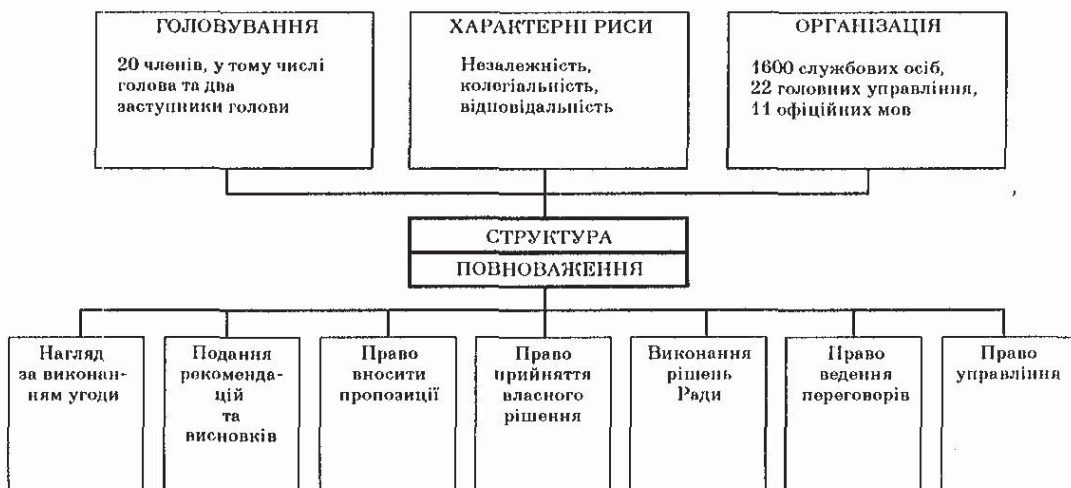 ГОЛОВУВАННЯ
20 членів, у тому числі
голова та два
заступники голови
ХАРАКТЕРНІ РИСИ
Незалежність,
колегіальність,
відповідальність
ОРГАНІЗАЦІЯ
1600 службових осіб,
22 головних управління,
11 офіційних мов
СТРУКТУРА
ПОВНОВАЖЕННЯ
Нагляд
за виконан-
ням угоди
Подання
рекоменда-
цій
та
висновків
Право
вносити
пропозиції
Право
прийняття
власного
рішення
Виконання
рішень
Ради
Право
ведення
переговорів
Право
управління